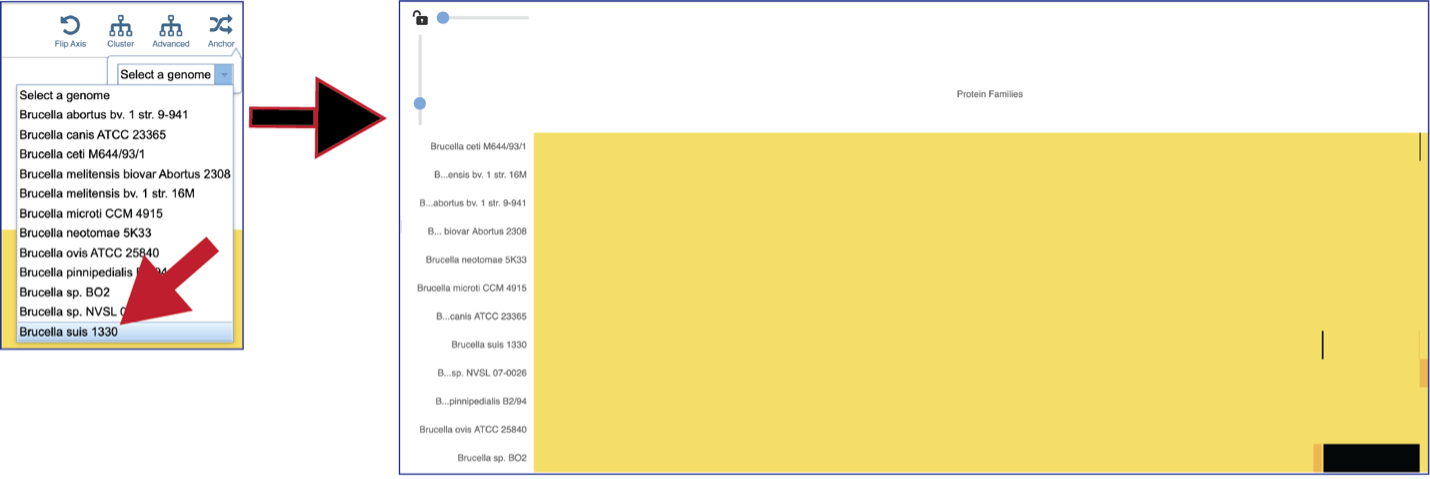 Flip Axis Cluster Advanced Anchor
Select a genome
Select a genome
Brucella abortus bv. 1 str. 9-941
Brucella canis ATCC 23365
Brucella ceti M644/93/1
Brucella melitensis biovar Abortus 2308
Brucella melitensis bv. 1 str. 16M
Brucella microti CCM 4915
Brucella neotomae 5K33
Brucella ovis ATCC 25840
Brucella pinnipedialis
Brucella sp. BO2
Brucella sp. NVSL
Brucella suis 1330
Protein Families
Brucella ceti M644/93/1
B...ensis bv. 1 str. 16M
B...abortus bv. 1 str. 9-941
B... biovar Abortus 2308
Brucella neotomae 5K33
Brucella microti CCM 4915
B...canis ATCC 23365
Brucella suis 1330
B...sp. NVSL 07-0026
B...pinnipedialis B2/94
Brucella ovis ATCC 25840
Brucella sp. BO2